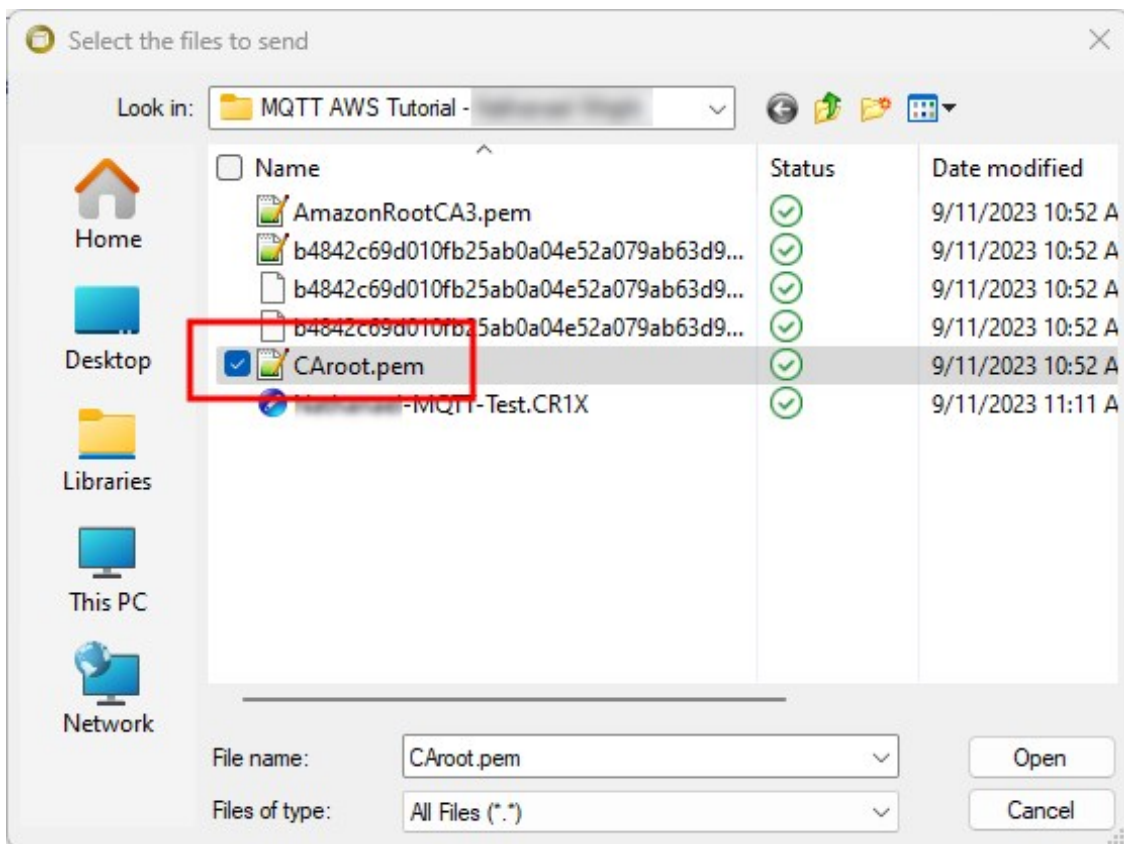 Select the files to send
Look in: MQTT AWS Tutorial -
Name Status Date modified
AmazonRootCA3.pem 9/11/2023 10:52 A
b4842c69d010fb25ab0a04e52a079ab63d9... 9/11/2023 10:52 A
b4842c69d010fb25ab0a04e52a079ab63d9... 9/11/2023 10:52 A
b4842c69d010fb25ab0a04e52a079ab63d9... 9/11/2023 10:52 A
CAroot.pem 9/11/2023 10:52 A
-MQTT-Test.CR1X 9/11/2023 11:11 A
Home
Desktop
Libraries
This PC
Network
File name: CAroot.pem Open
Files of type: All Files (*.*) Cancel